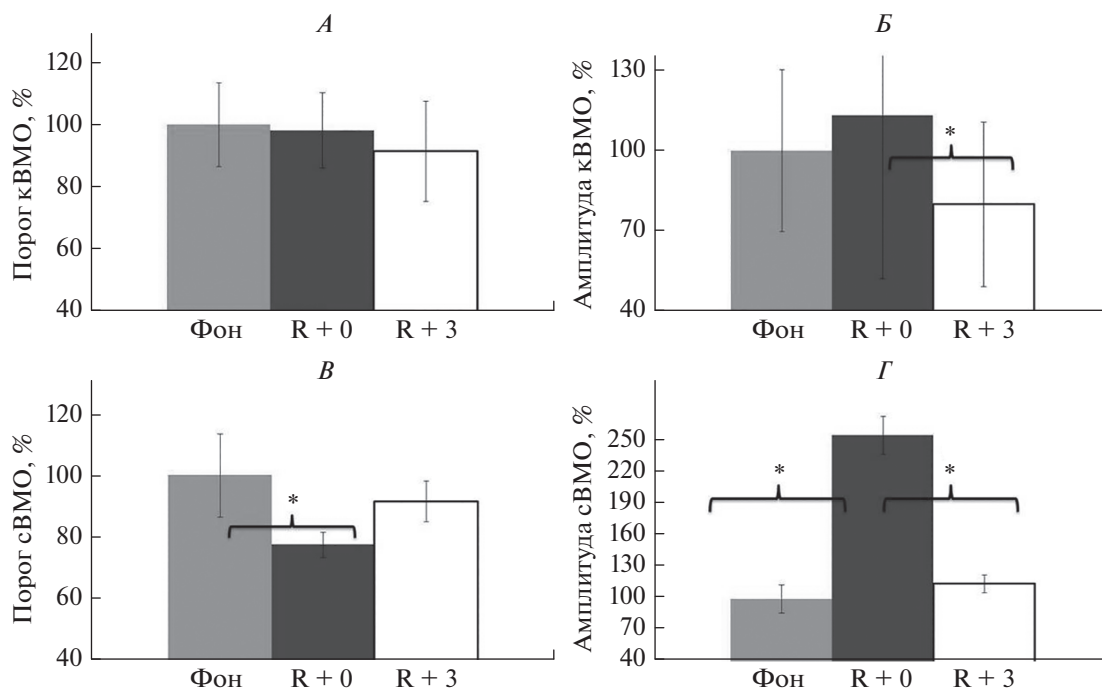 А
Порог кВМО, %
120
100
80
60
40
Фон R + 0 R + 3
Б
Амплитуда кВМО, %
130
100
70
40
*
Фон R + 0 R + 3
В
Порог сВМО, %
120
100
80
60
40
*
Фон R + 0 R + 3
Г
Амплитуда сВМО, %
250
220
190
160
130
100
70
40
*
*
Фон R + 0 R + 3